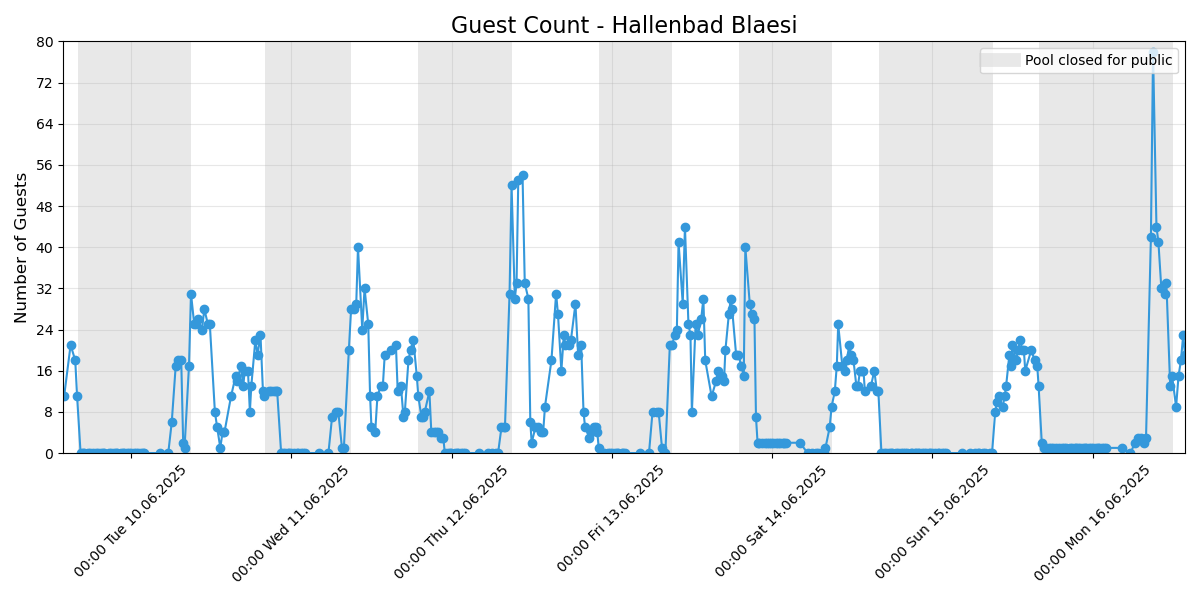 Guest Count - Hallenbad Blaesi
Pool closed for public
Number of Guests
80
72
64
56
48
40
32
24
16
8
0
00:00 Tue 10.06.2025
00:00 Wed 11.06.2025
00:00 Thu 12.06.2025
00:00 Fri 13.06.2025
00:00 Sat 14.06.2025
00:00 Sun 15.06.2025
00:00 Mon 16.06.2025